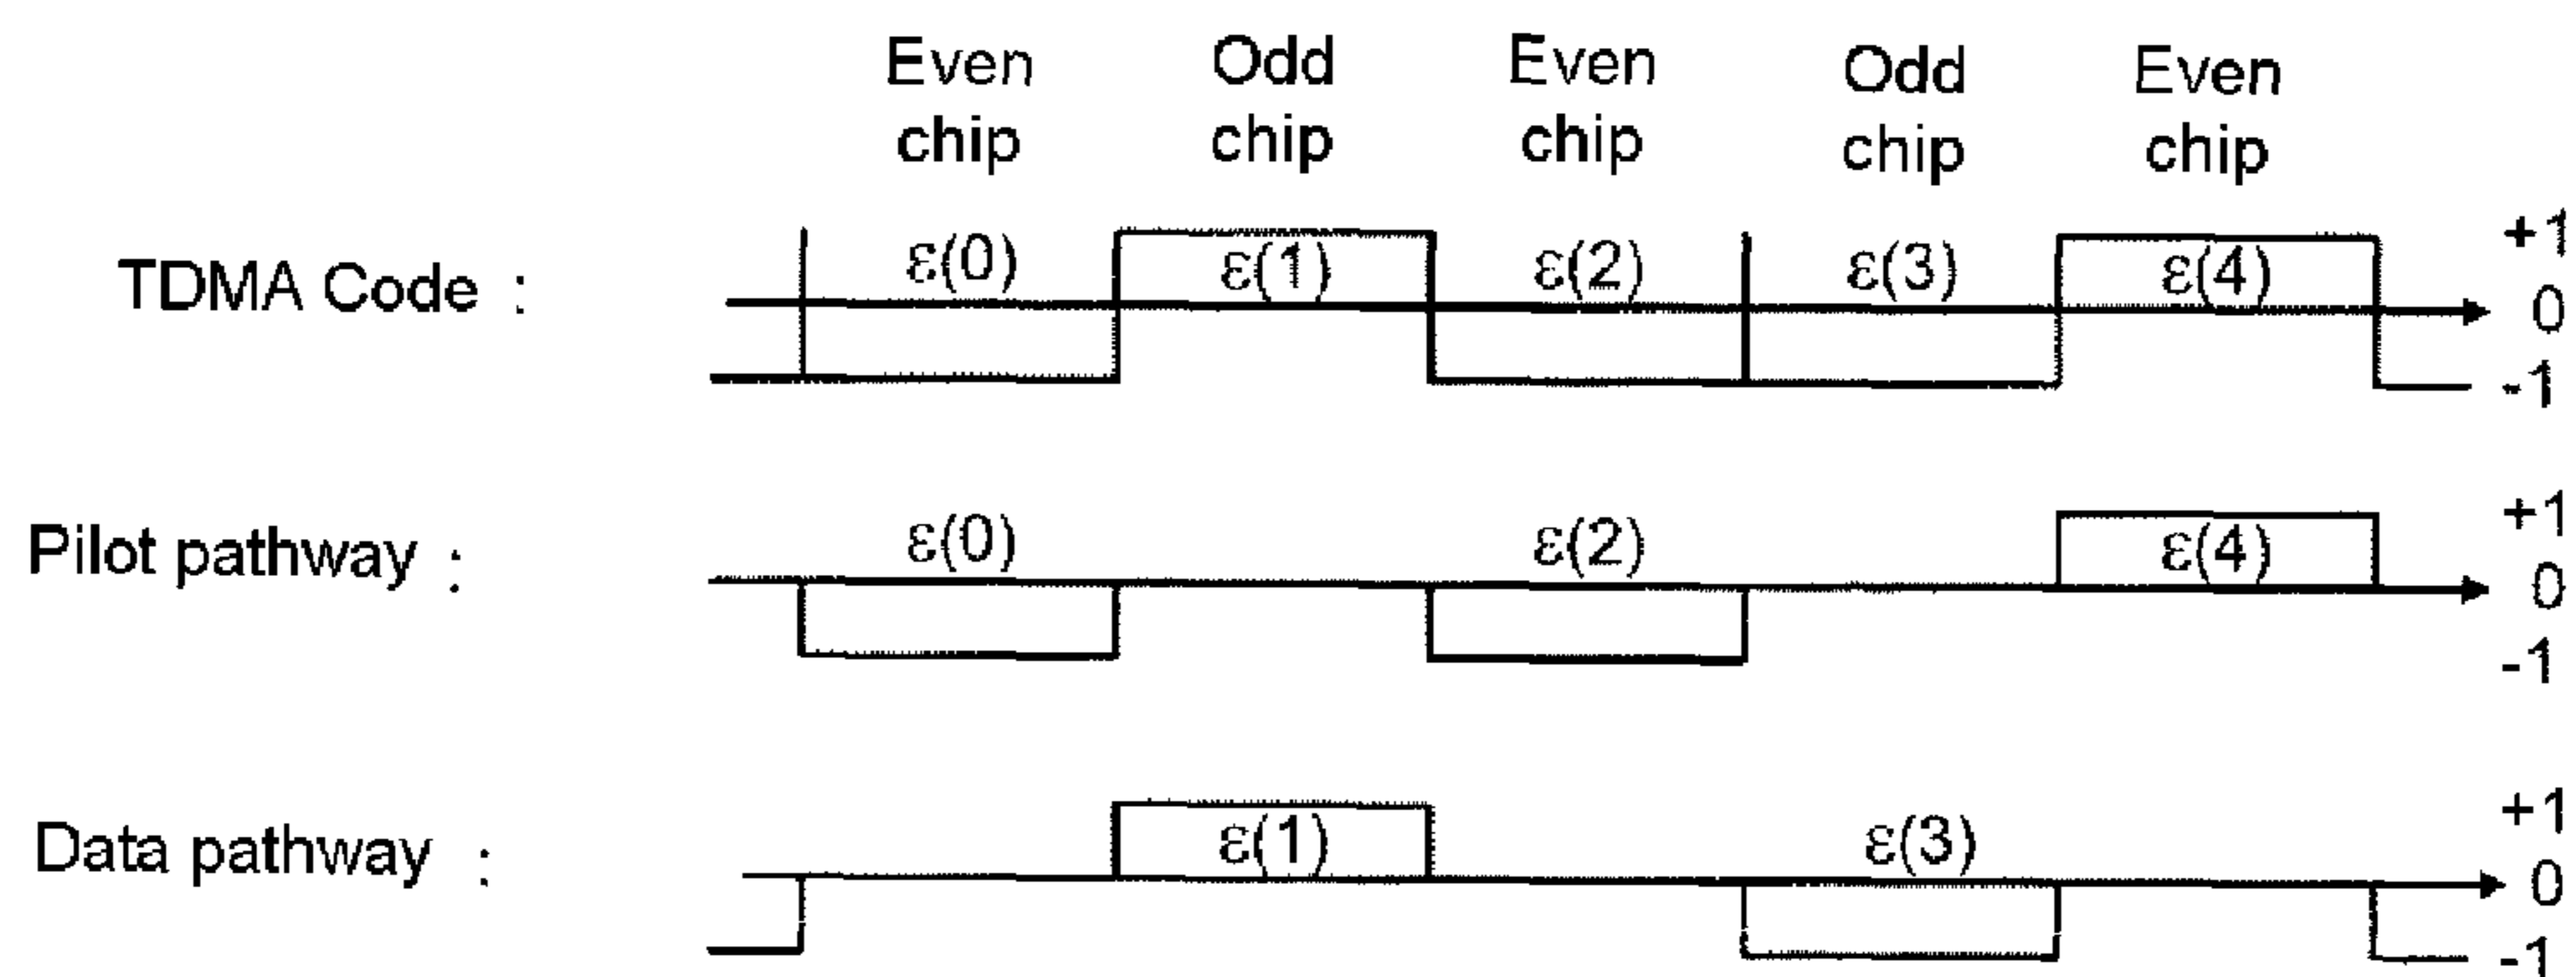 Even chip Odd chip Even chip Odd chip Even chip
TDMA Code : ε(0) ε(1) ε(2) ε(3) ε(4) +1 0 -1
Pilot pathway : ε(0) ε(2) ε(4) +1 0 -1
Data pathway : ε(1) ε(3) +1 0 -1